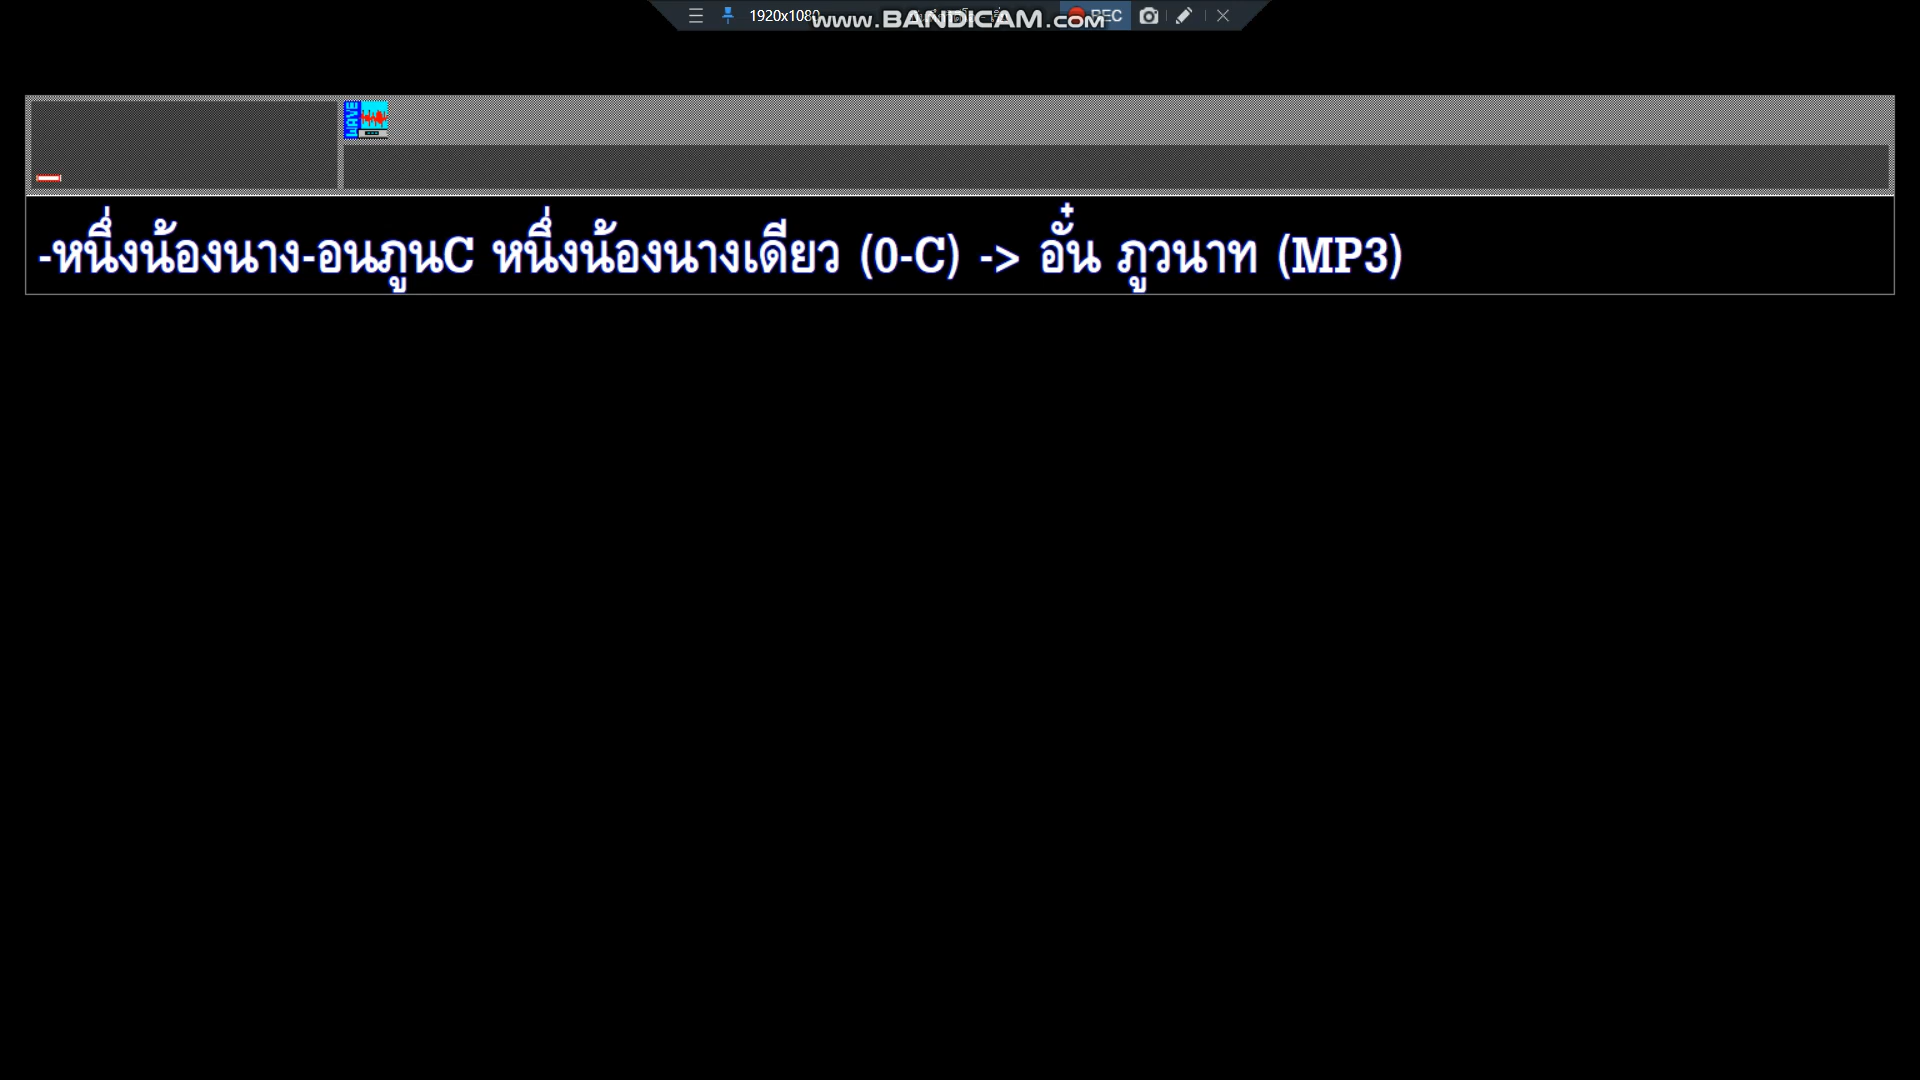 1920x1080
www.BANDICAM.com
REC
WAVE
-หนึ่งน้องนาง-อนภูนC หนึ่งน้องนางเดียว (0-C) -> อั๋น ภูวนาท (MP3)